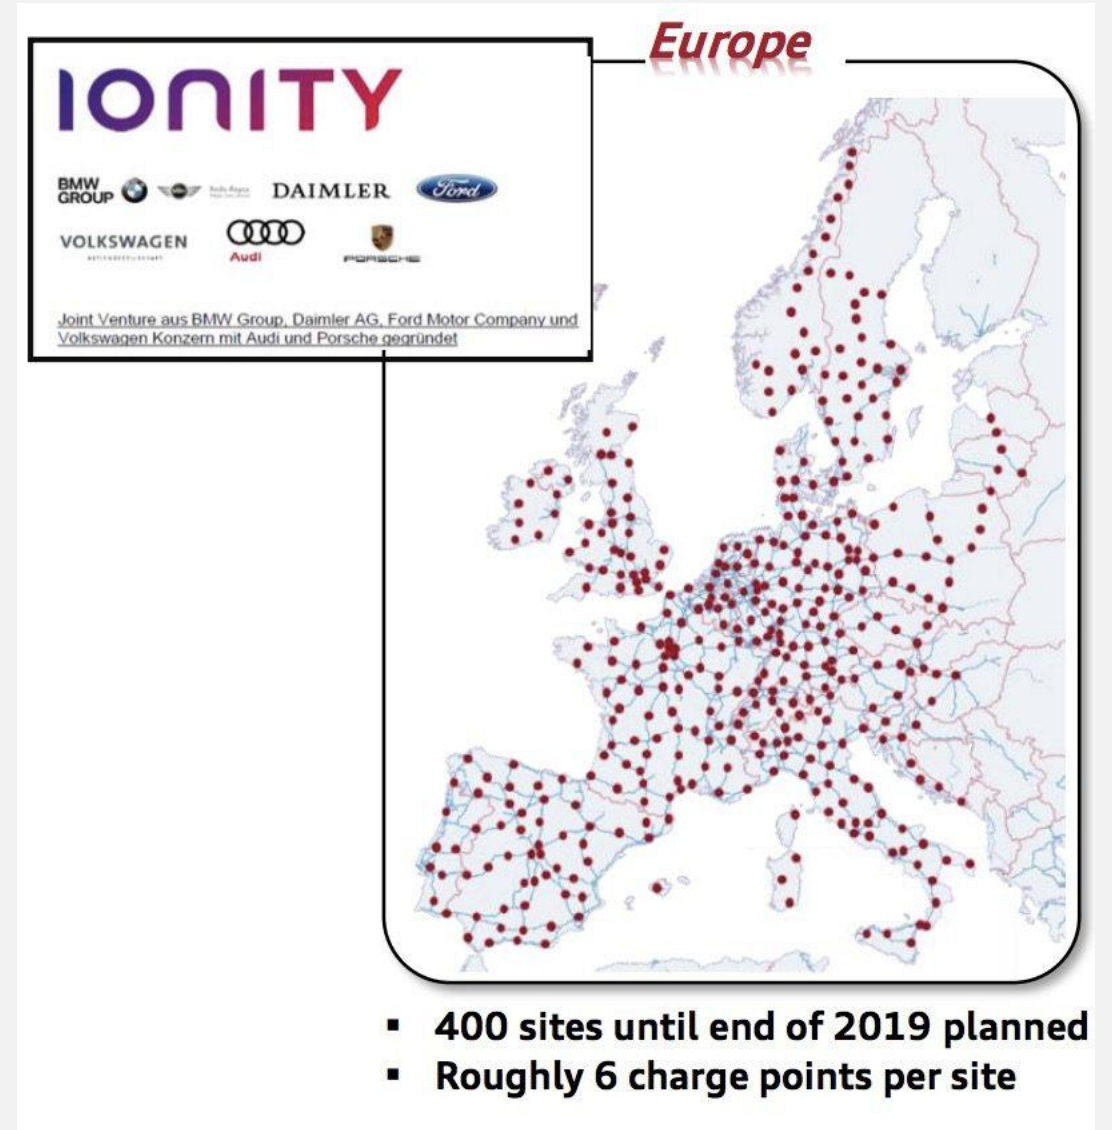 Europe
IONITY
BMW
GROUP
DAIMLER
Ford
VOLKSWAGEN
AKTIENGESELLSCHAFT
Audi
PORSCHE
Joint Venture aus BMW Group, Daimler AG, Ford Motor Company und
Volkswagen Konzern mit Audi und Porsche gegründet
▪ 400 sites until end of 2019 planned
▪ Roughly 6 charge points per site